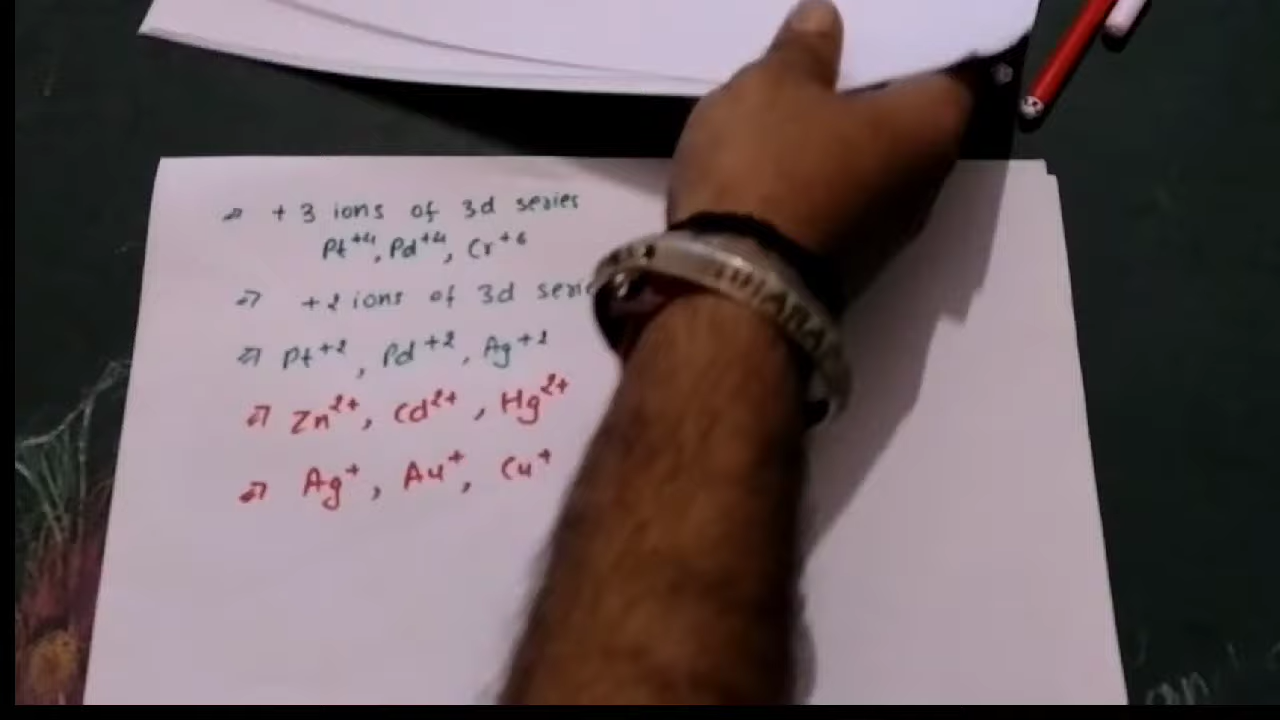 ⇒ +3 ions of 3d series
Pt⁺⁴, Pd⁺⁴, Cr⁺⁶
⇒ +2 ions of 3d
⇒ Pt⁺², Pd⁺², Ag⁺²
⇒ Zn²⁺, Cd²⁺, Hg²⁺
⇒ Ag⁺, Au⁺, Cu⁺